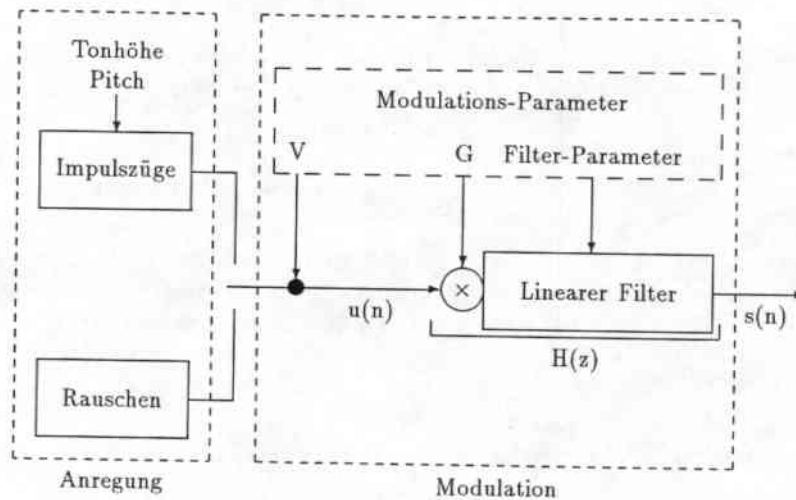 Tonhöhe
Pitch
Impulszüge
Rauschen
Anregung
Modulations-Parameter
V
G
Filter-Parameter
u(n)
×
Linearer Filter
s(n)
H(z)
Modulation